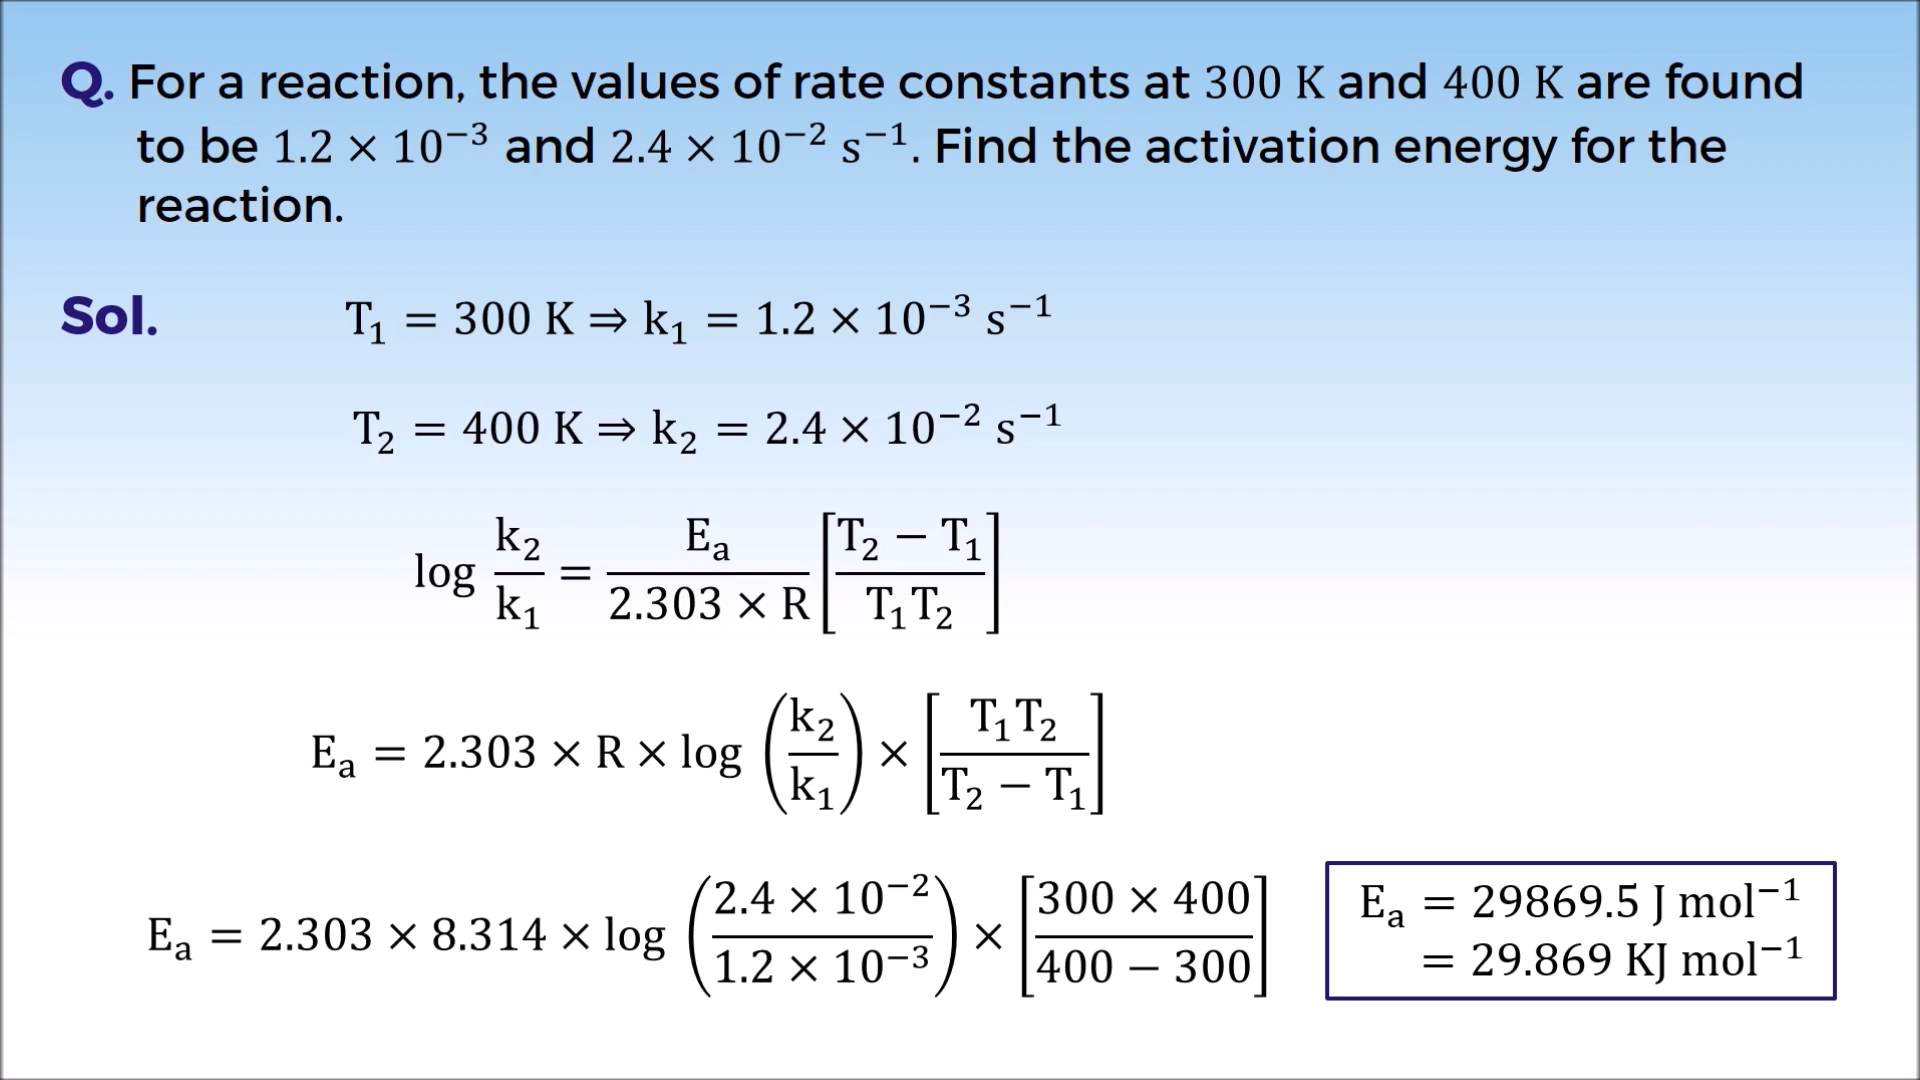 Q. For a reaction, the values of rate constants at 300 K and 400 K are found
to be 1.2 × 10⁻³ and 2.4 × 10⁻² s⁻¹. Find the activation energy for the
reaction.
Sol. T₁ = 300 K ⇒ k₁ = 1.2 × 10⁻³ s⁻¹
T₂ = 400 K ⇒ k₂ = 2.4 × 10⁻² s⁻¹
log k₂/k₁ = Eₐ/(2.303 × R) [(T₂ − T₁)/(T₁T₂)]
Eₐ = 2.303 × R × log (k₂/k₁) × [T₁T₂/(T₂ − T₁)]
Eₐ = 2.303 × 8.314 × log ((2.4 × 10⁻²)/(1.2 × 10⁻³)) × [(300 × 400)/(400 − 300)]
Eₐ = 29869.5 J mol⁻¹
= 29.869 KJ mol⁻¹